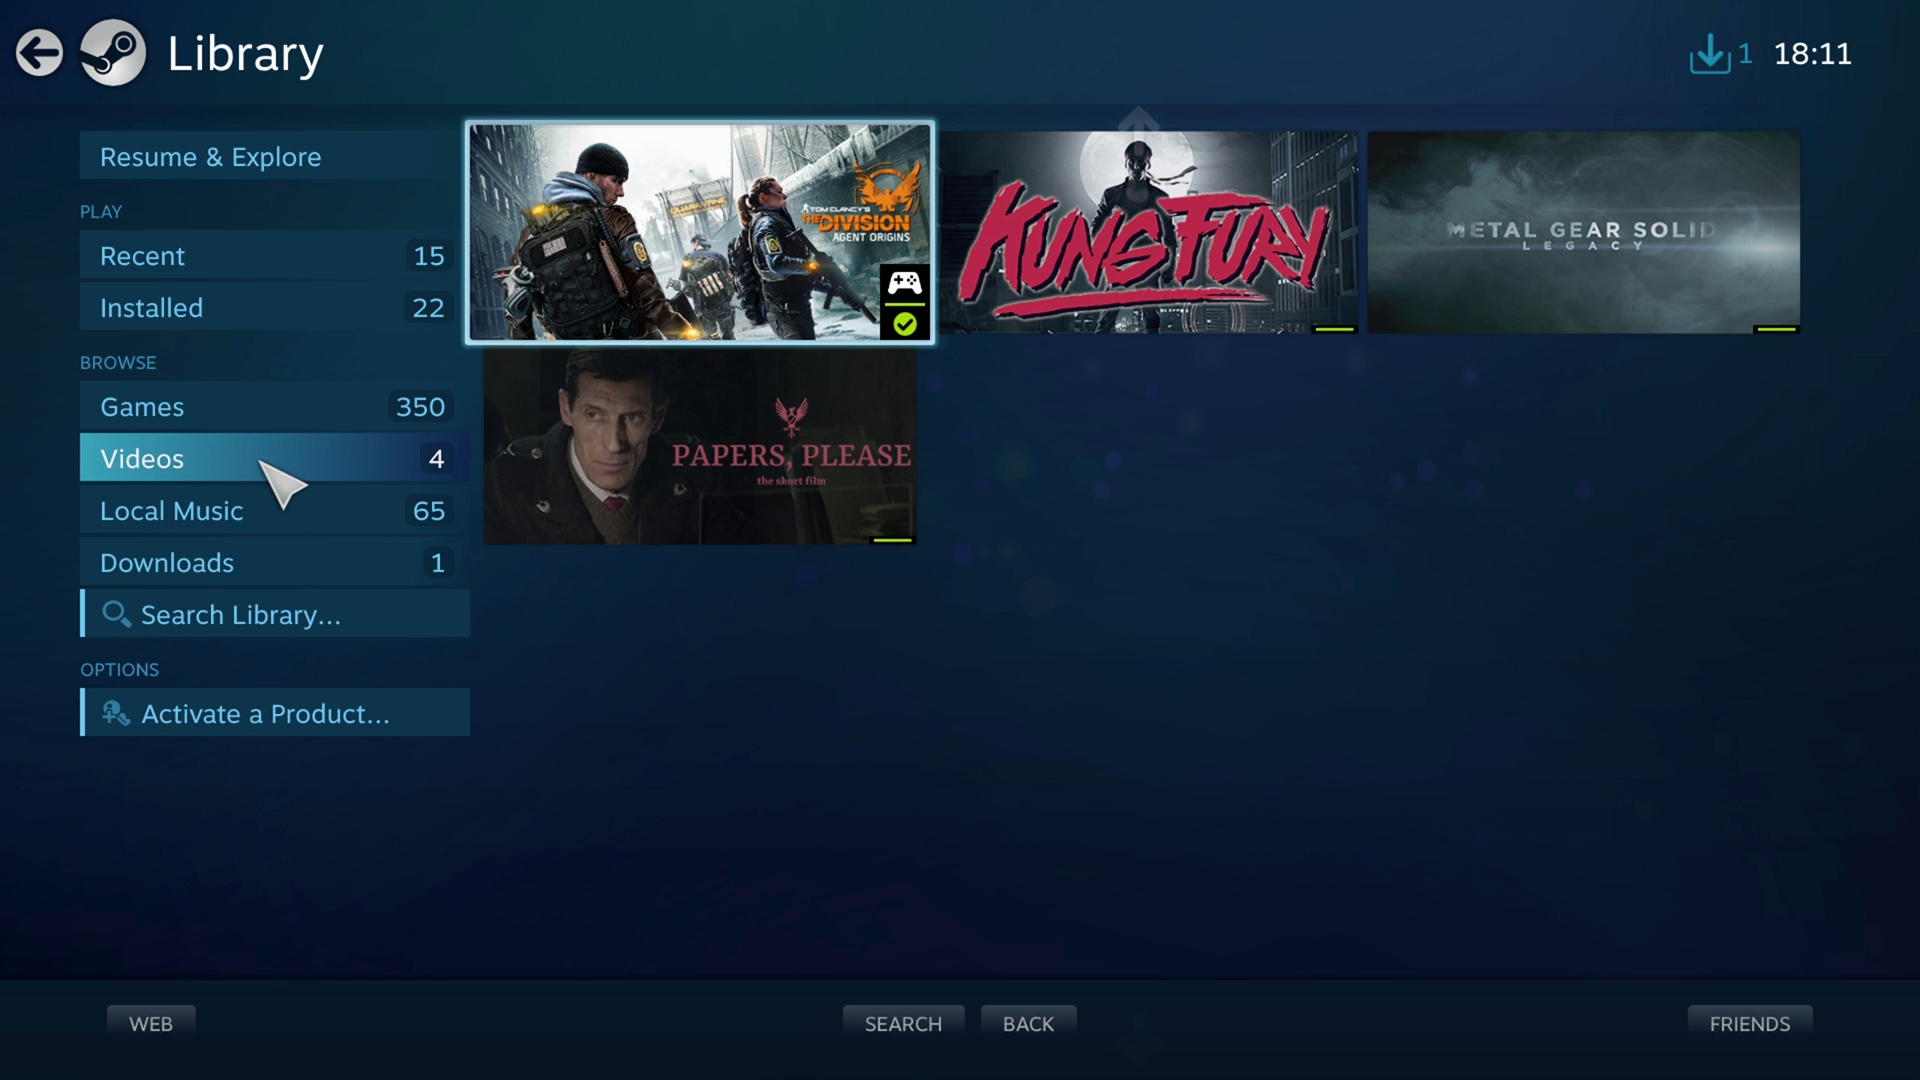 Library
1 18:11
Resume & Explore
PLAY
Recent 15
Installed 22
BROWSE
Games 350
Videos 4
Local Music 65
Downloads 1
Search Library...
OPTIONS
Activate a Product...
TOM CLANCY'S
THE DIVISION
AGENT ORIGINS
KUNG FURY
METAL GEAR SOLID
LEGACY
PAPERS, PLEASE
the short film
WEB
SEARCH
BACK
FRIENDS